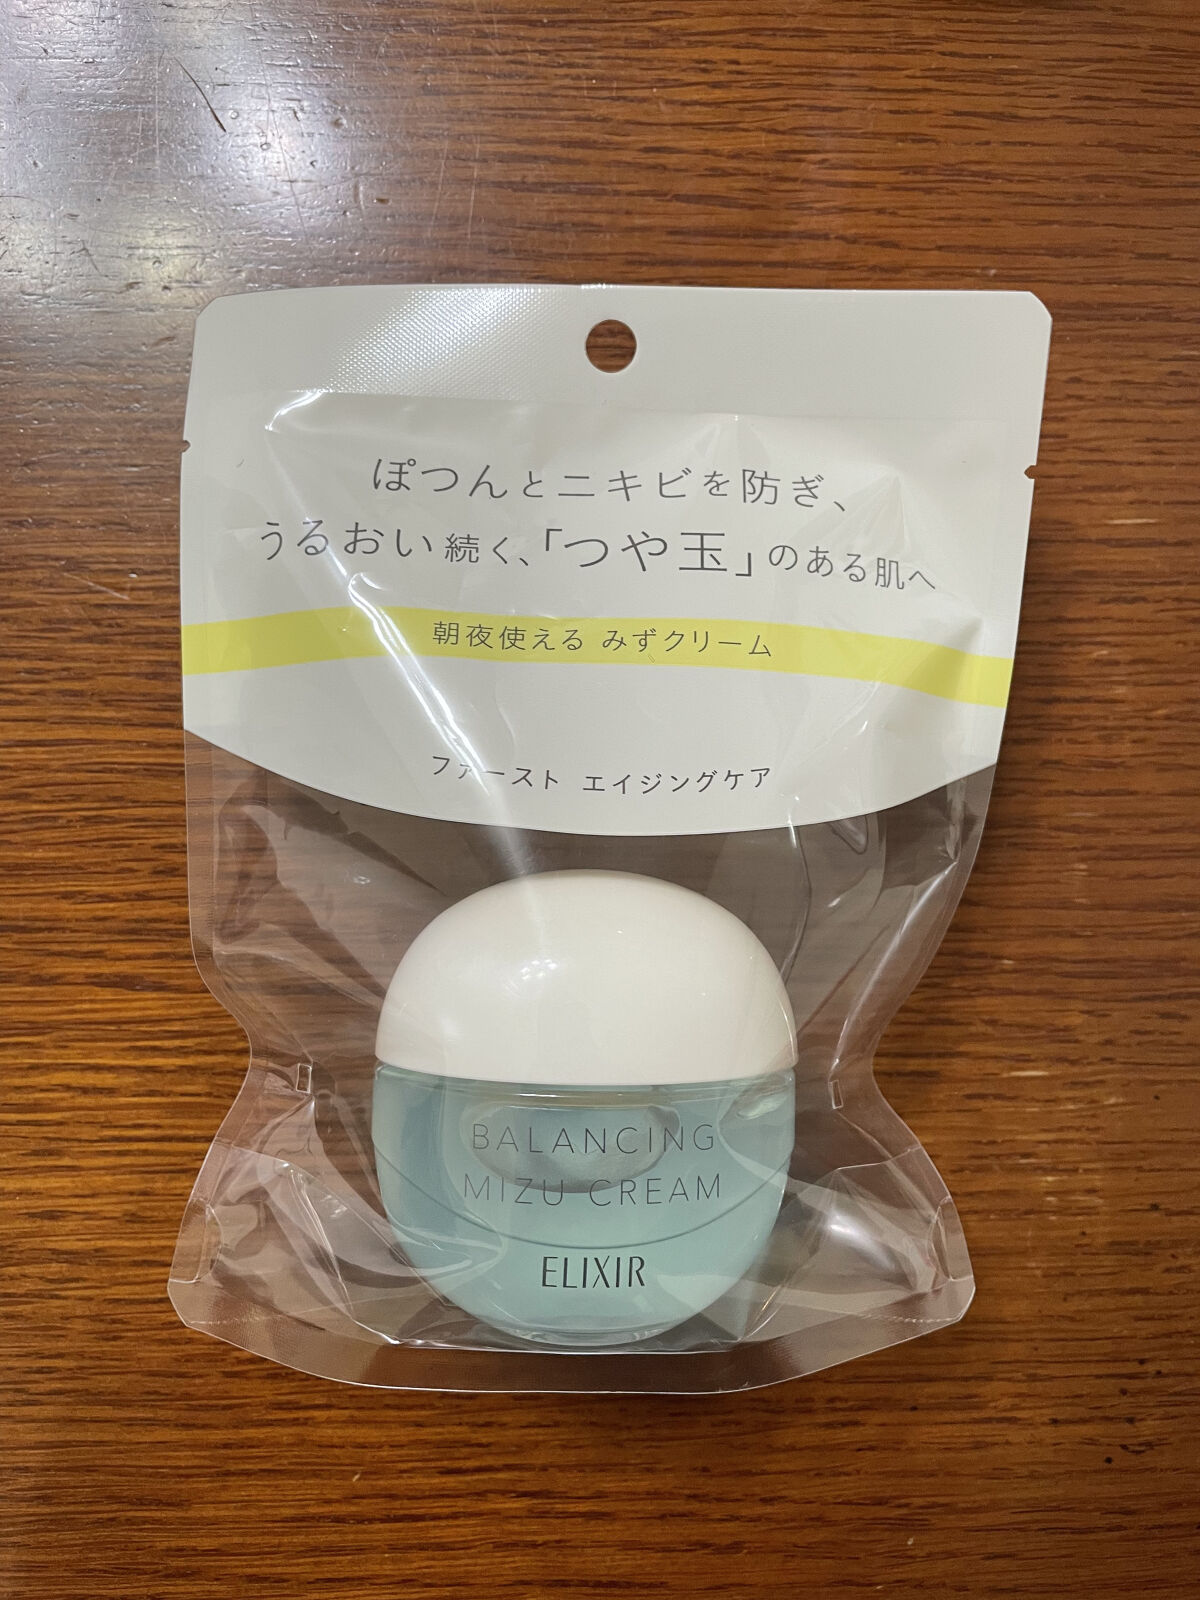 ぽつんとニキビを防ぎ、
うるおい続く、「つや玉」のある肌へ
朝夜使える みずクリーム
ファースト エイジングケア
BALANCING
MIZU CREAM
ELIXIR